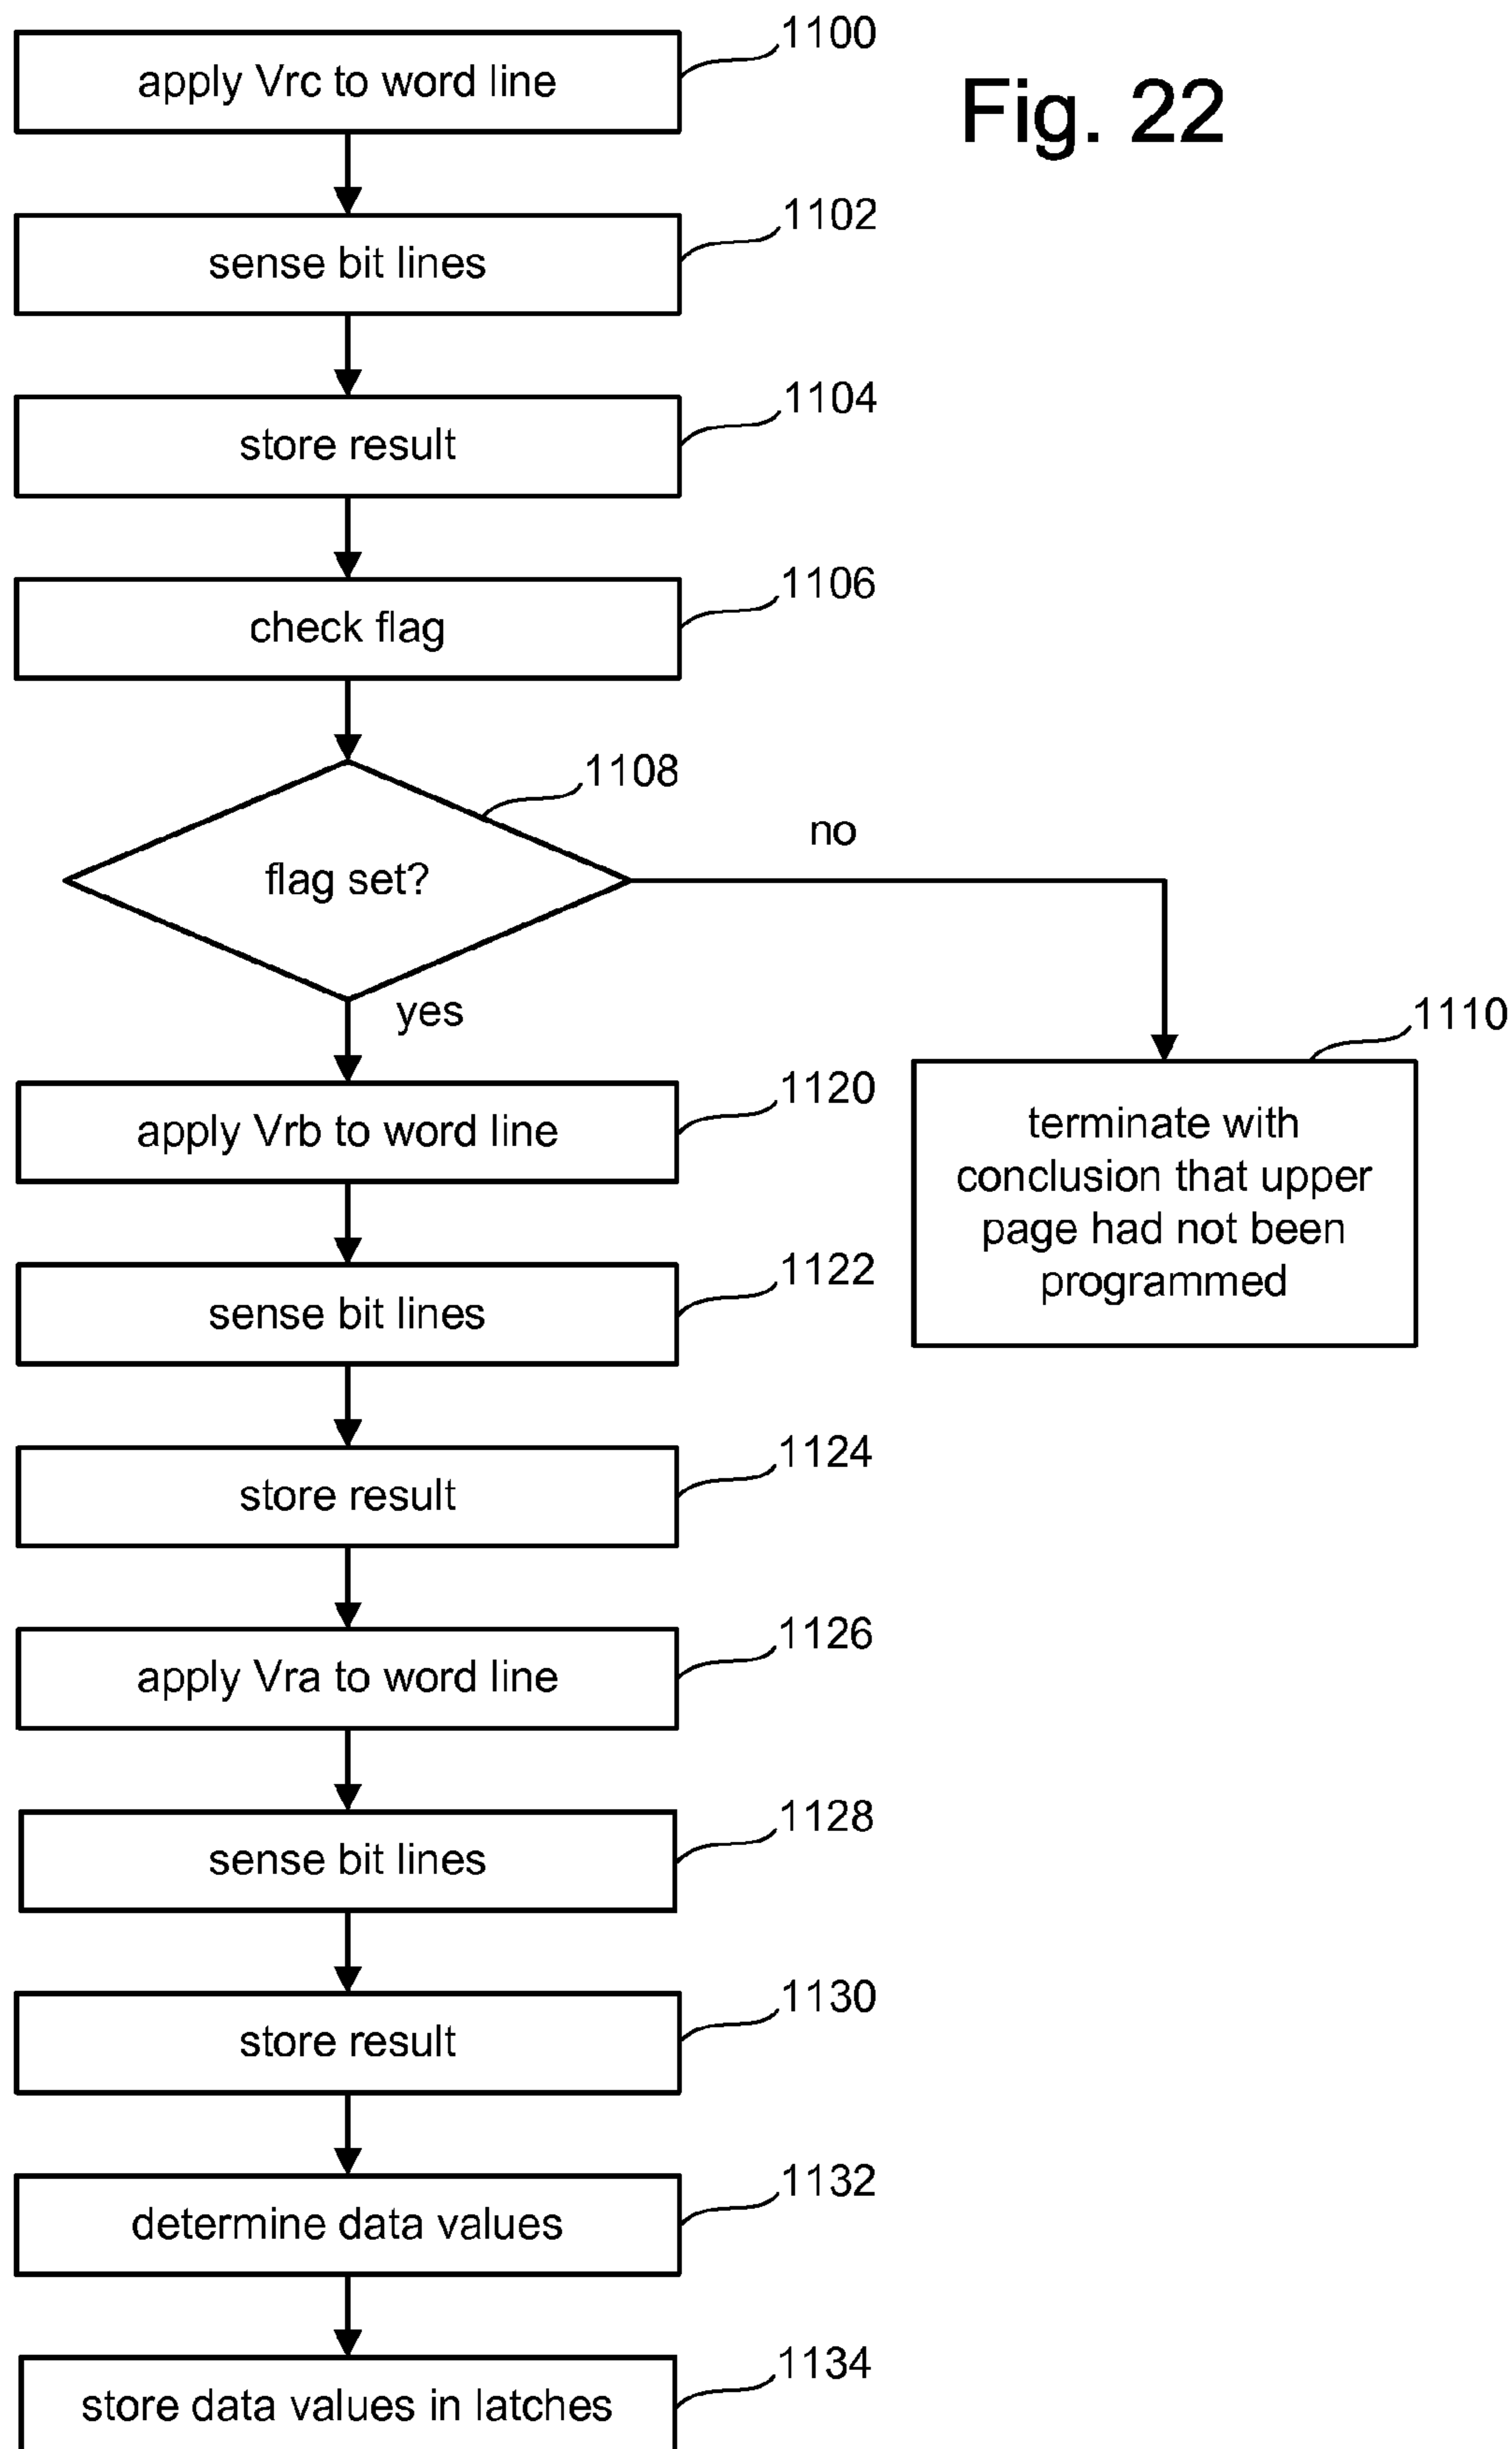 1100
apply Vrc to word line
Fig. 22
1102
sense bit lines
1104
store result
1106
check flag
1108
flag set?
no
yes
1110
terminate with
conclusion that upper
page had not been
programmed
1120
apply Vrb to word line
1122
sense bit lines
1124
store result
1126
apply Vra to word line
1128
sense bit lines
1130
store result
1132
determine data values
1134
store data values in latches